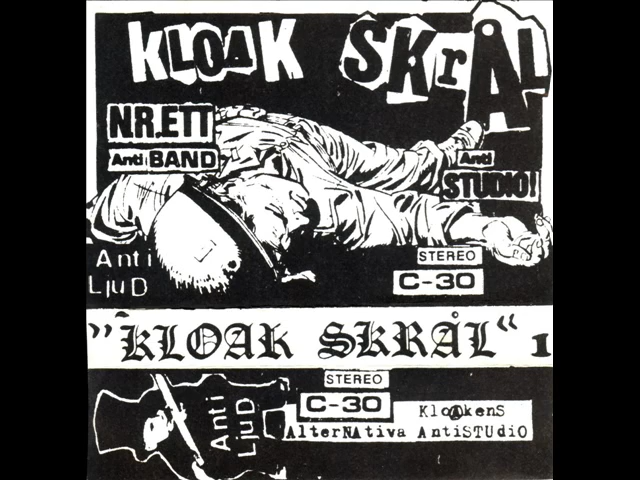 KLOAK SKrÅL
N.R.ETT
Anti BAND
Anti
STUDIO!
Anti
LjuD
STEREO
C-30
"KLOAK SKRÅL" 1
STEREO
C-30
Anti
LjuD
KloAkenS
AlterNAtiva AntiSTUdiO